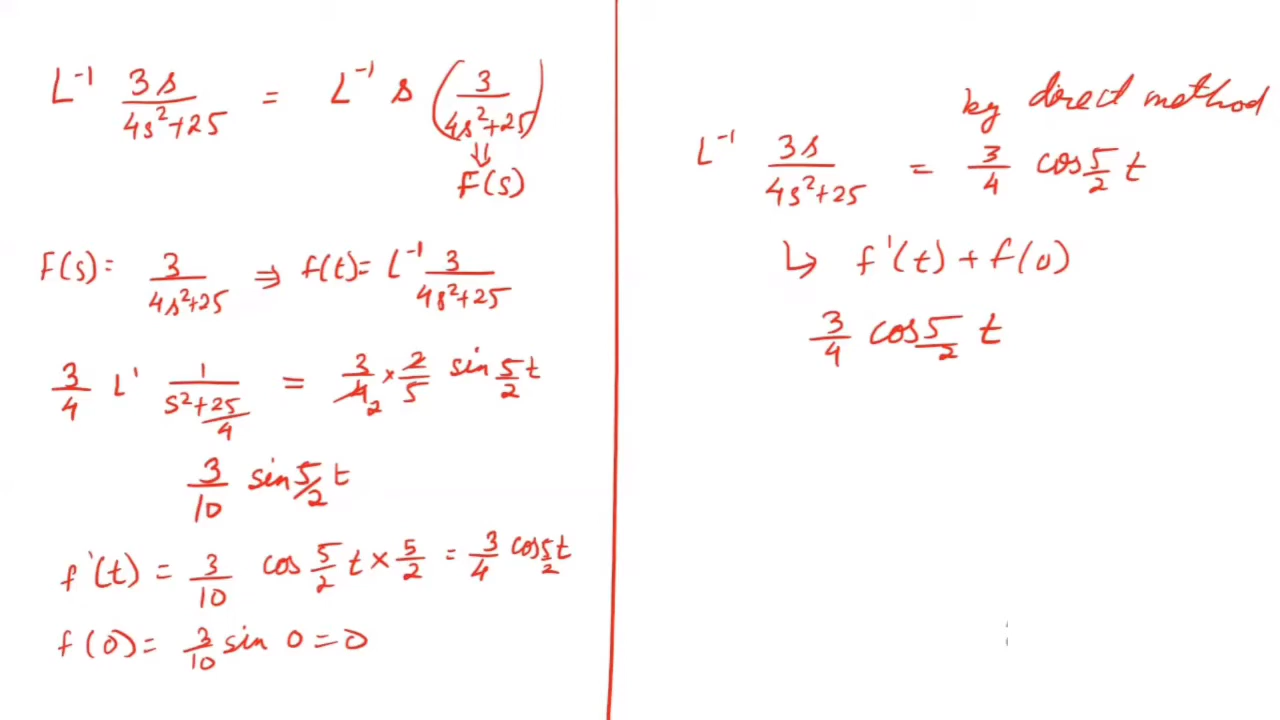 L⁻¹ 3s/(4s²+25) = L⁻¹ s (3/(4s²+25))
⇓
F(s)
F(s) = 3/(4s²+25) ⇒ f(t) = L⁻¹ 3/(4s²+25)
3/4 L' 1/(s²+25/4) = 3/4₂ × 2/5 sin 5/2 t
3/10 sin 5/2 t
f'(t) = 3/10 cos 5/2 t × 5/2 = 3/4 cos 5/2 t
f(0) = 3/10 sin 0 = 0
by direct method
L⁻¹ 3s/(4s²+25) = 3/4 cos 5/2 t
↳ f'(t) + f(0)
3/4 cos 5/2 t